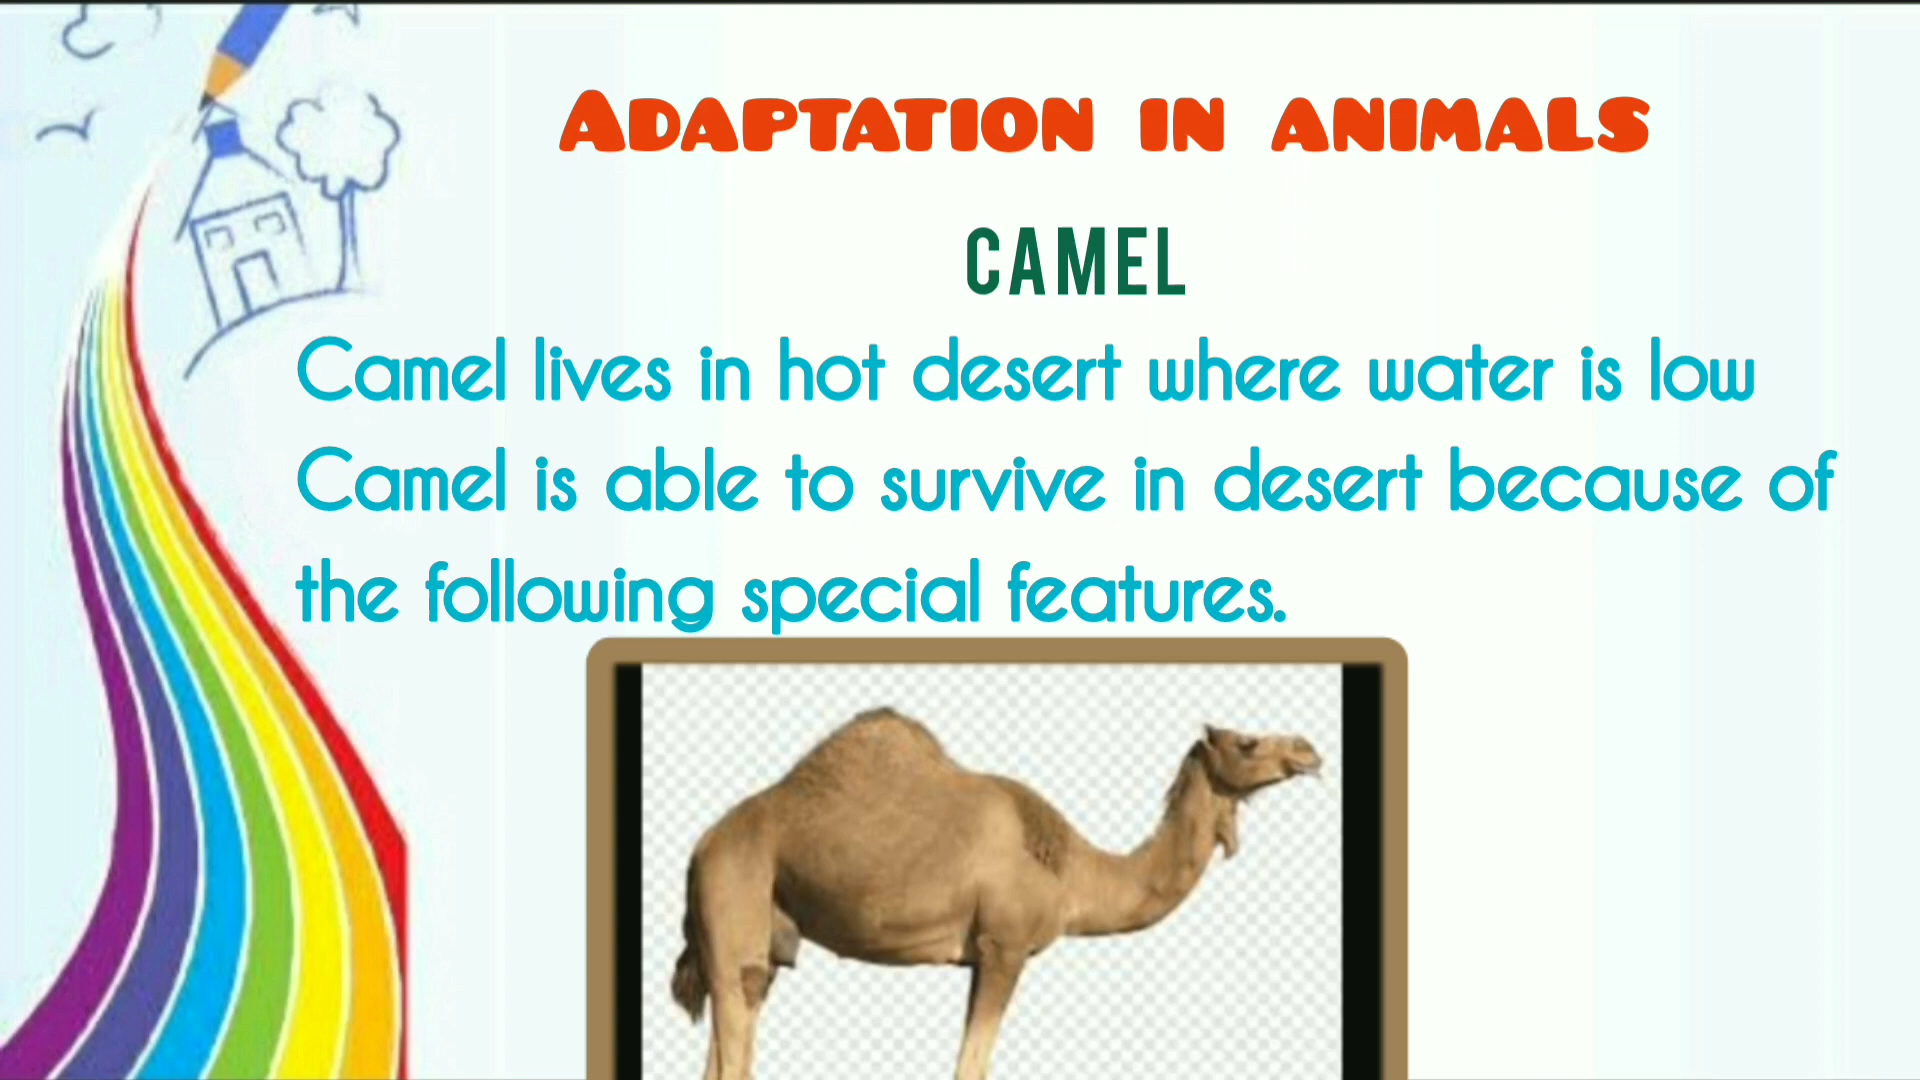 ADAPTATION IN ANIMALS
CAMEL
Camel lives in hot desert where water is low
Camel is able to survive in desert because of
the following special features.